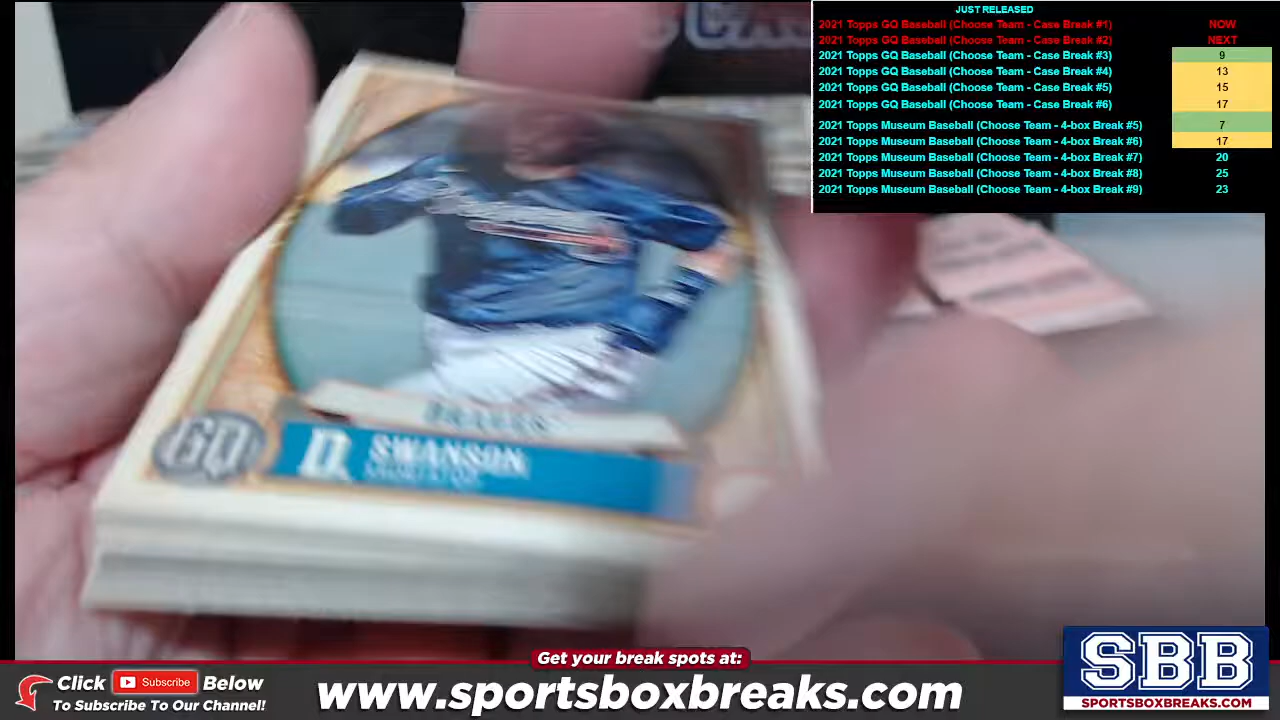 JUST RELEASED
2021 Topps GQ Baseball (Choose Team - Case Break #1) NOW
2021 Topps GQ Baseball (Choose Team - Case Break #2) NEXT
2021 Topps GQ Baseball (Choose Team - Case Break #3) 9
2021 Topps GQ Baseball (Choose Team - Case Break #4) 13
2021 Topps GQ Baseball (Choose Team - Case Break #5) 15
2021 Topps GQ Baseball (Choose Team - Case Break #6) 17
2021 Topps Museum Baseball (Choose Team - 4-box Break #5) 7
2021 Topps Museum Baseball (Choose Team - 4-box Break #6) 17
2021 Topps Museum Baseball (Choose Team - 4-box Break #7) 20
2021 Topps Museum Baseball (Choose Team - 4-box Break #8) 25
2021 Topps Museum Baseball (Choose Team - 4-box Break #9) 23
BRAVES
GQ D. SWANSON
SHORTSTOP
Get your break spots at:
Click Subscribe Below
To Subscribe To Our Channel!
www.sportsboxbreaks.com
SBB
SPORTSBOXBREAKS.COM